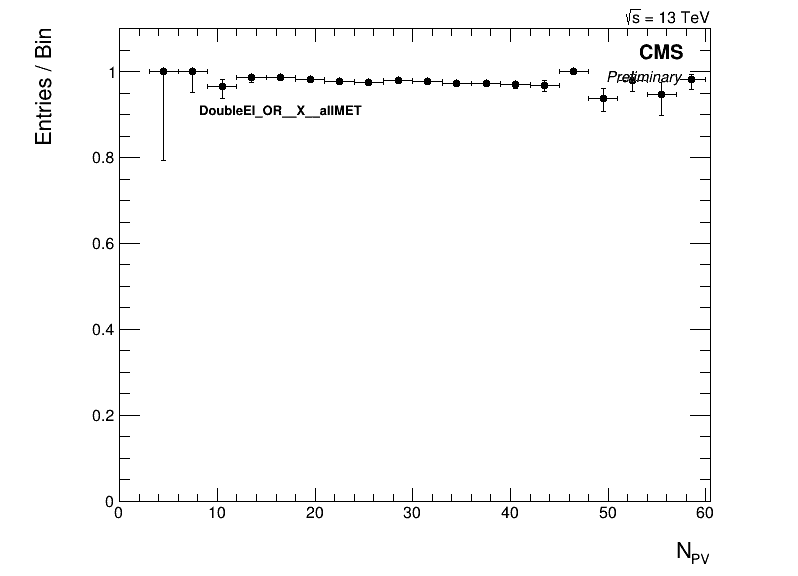 √s = 13 TeV
CMS
Preliminary
DoubleEl_OR__X__allMET
Entries / Bin
1
0.8
0.6
0.4
0.2
0
0 10 20 30 40 50 60
N_PV